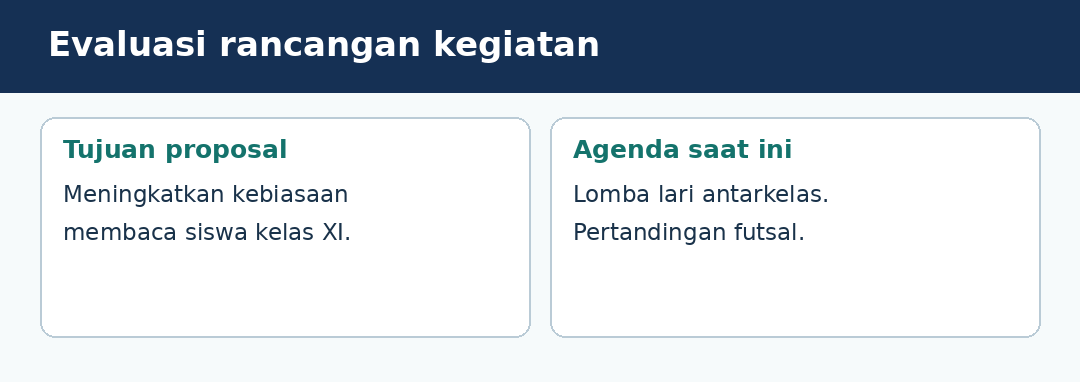 Evaluasi rancangan kegiatan
Tujuan proposal
Meningkatkan kebiasaan
membaca siswa kelas XI.
Agenda saat ini
Lomba lari antarkelas.
Pertandingan futsal.